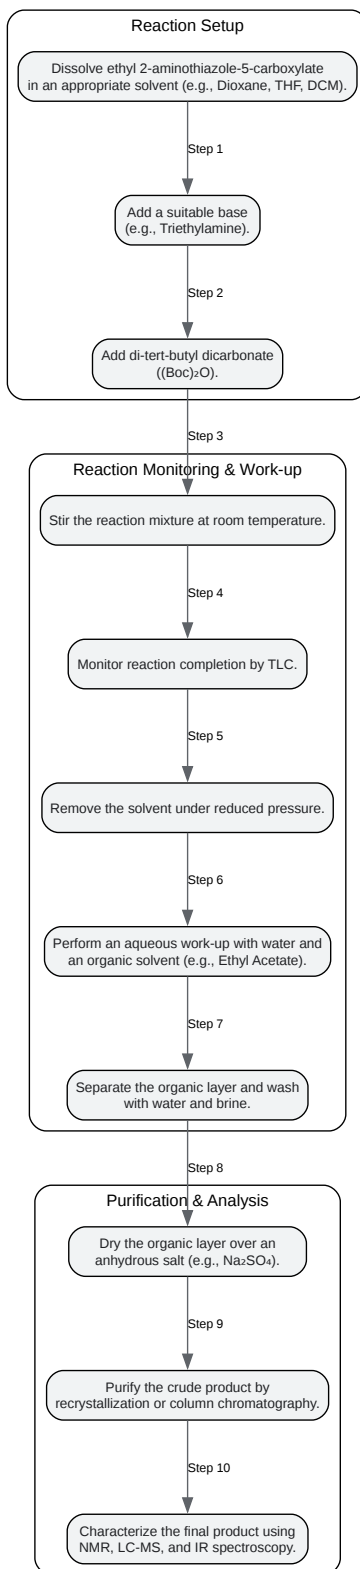 Reaction Setup
Dissolve ethyl 2-aminothiazole-5-carboxylate
in an appropriate solvent (e.g., Dioxane, THF, DCM).
Step 1
Add a suitable base
(e.g., Triethylamine).
Step 2
Add di-tert-butyl dicarbonate
((Boc)₂O).
Step 3
Reaction Monitoring & Work-up
Stir the reaction mixture at room temperature.
Step 4
Monitor reaction completion by TLC.
Step 5
Remove the solvent under reduced pressure.
Step 6
Perform an aqueous work-up with water and
an organic solvent (e.g., Ethyl Acetate).
Step 7
Separate the organic layer and wash
with water and brine.
Step 8
Purification & Analysis
Dry the organic layer over an
anhydrous salt (e.g., Na₂SO₄).
Step 9
Purify the crude product by
recrystallization or column chromatography.
Step 10
Characterize the final product using
NMR, LC-MS, and IR spectroscopy.